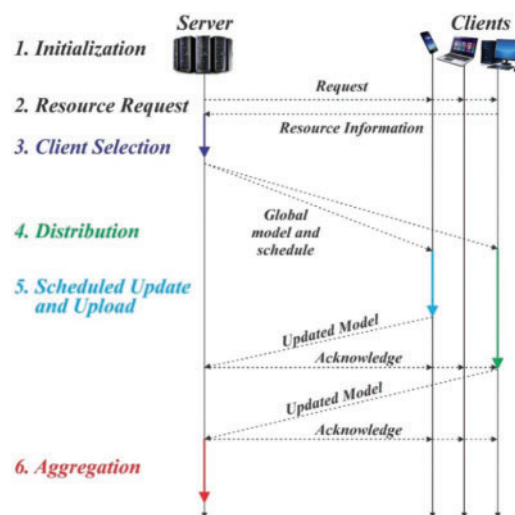 Server
Clients
1. Initialization
Request
2. Resource Request
Resource Information
3. Client Selection
Global
model and
schedule
4. Distribution
5. Scheduled Update
and Upload
Updated Model
Acknowledge
Updated Model
Acknowledge
6. Aggregation